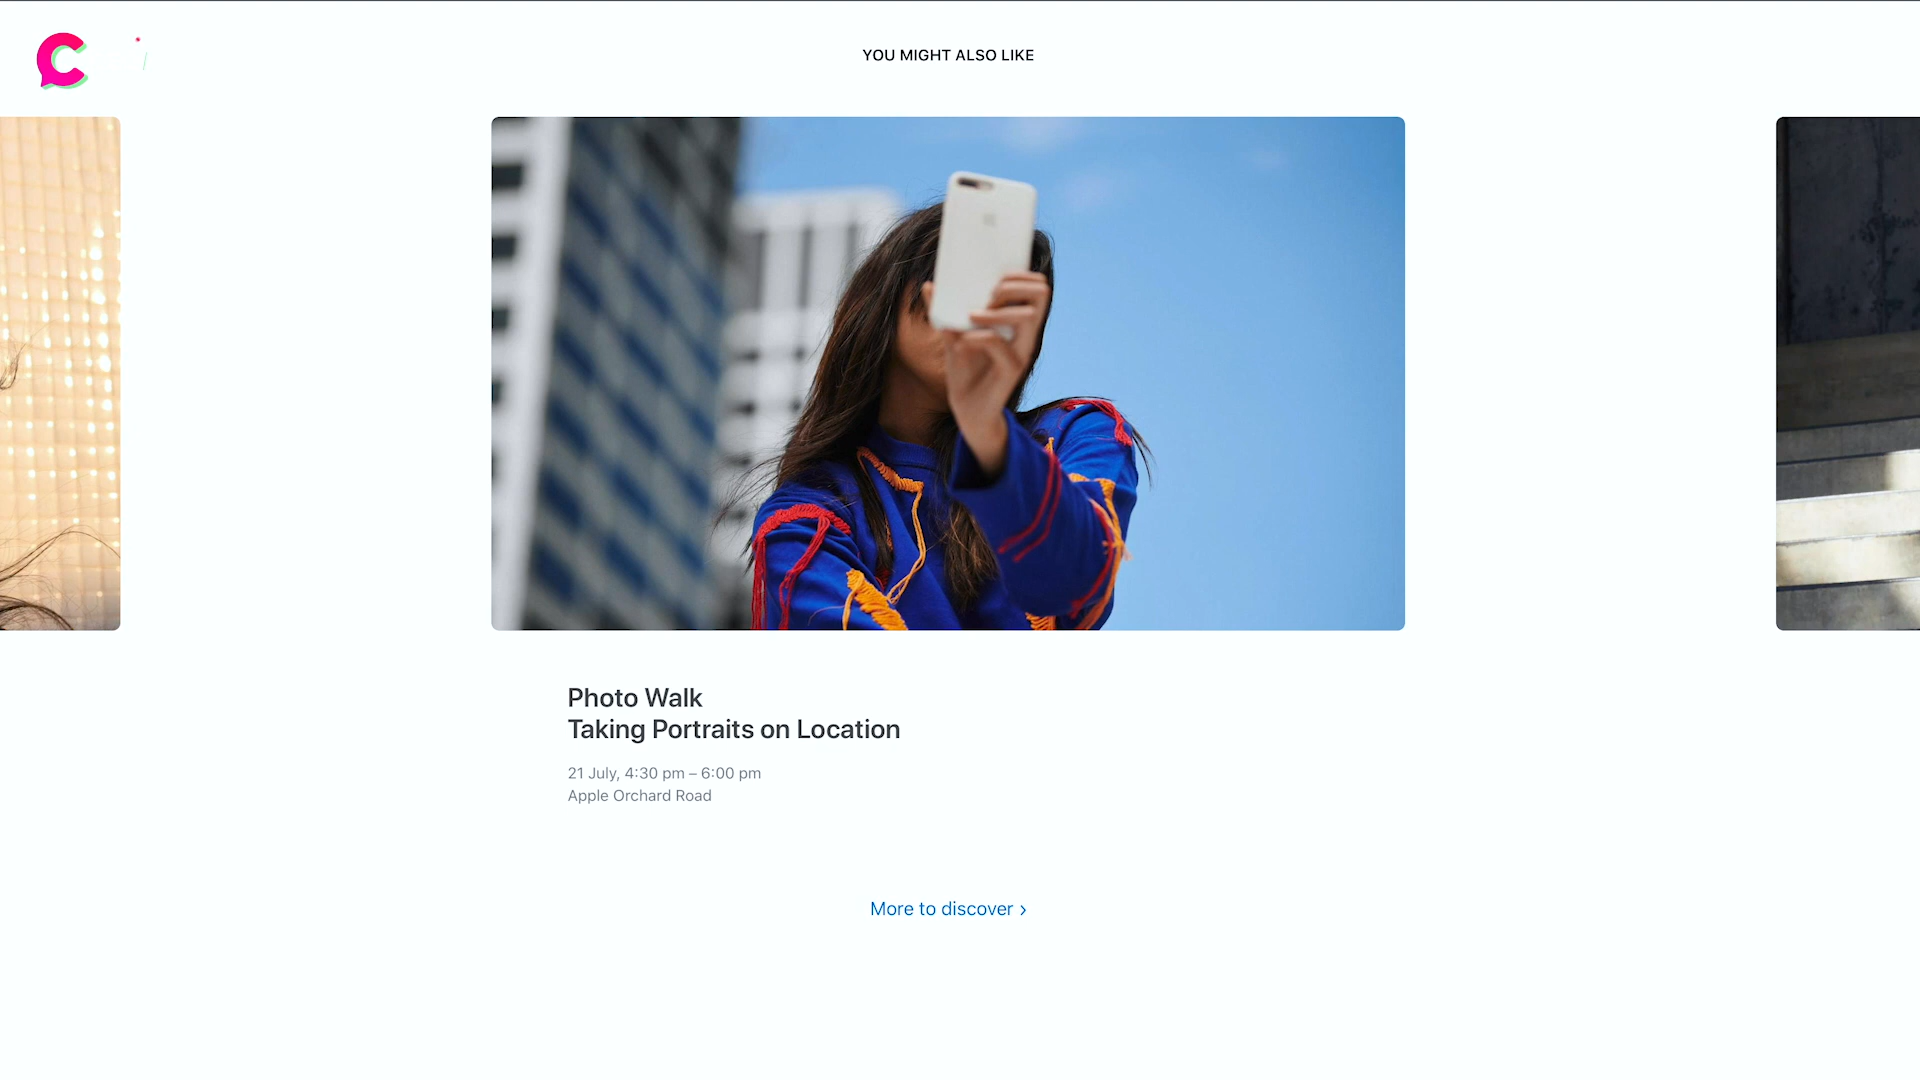 YOU MIGHT ALSO LIKE
Photo Walk
Taking Portraits on Location
21 July, 4:30 pm – 6:00 pm
Apple Orchard Road
More to discover ›